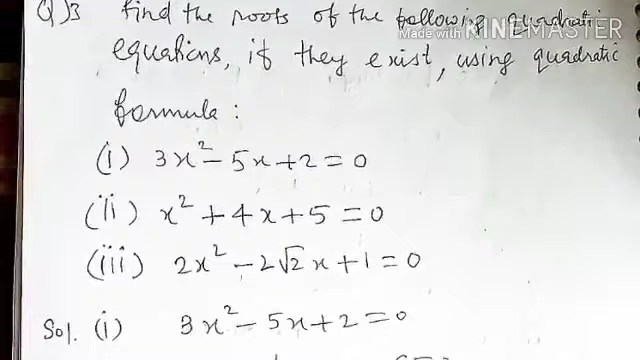 Q)3 Find the roots of the following quadratic
Made with KINEMASTER
equations, if they exist, using quadratic
formula :
(i) 3x² - 5x + 2 = 0
(ii) x² + 4x + 5 = 0
(iii) 2x² - 2√2x + 1 = 0
Sol. (i) 3x² - 5x + 2 = 0